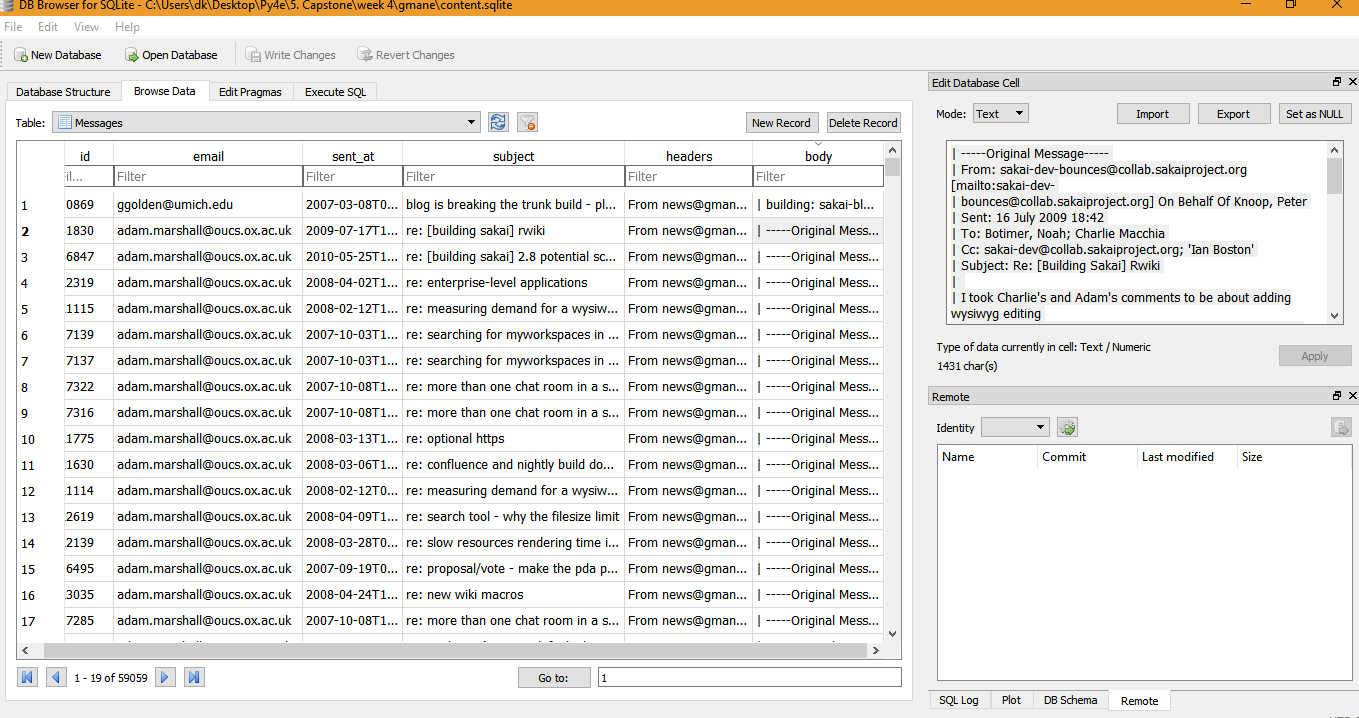 DB Browser for SQLite - C:\Users\dk\Desktop\Py4e\5. Capstone\week 4\gmane\content.sqlite
File Edit View Help
New Database Open Database Write Changes Revert Changes
Database Structure Browse Data Edit Pragmas Execute SQL
Table: Messages New Record Delete Record
id email sent_at subject headers body
il... Filter Filter Filter Filter Filter
1 0869 ggolden@umich.edu 2007-03-08T0... blog is breaking the trunk build - pl... From news@gman... | building: sakai-bl...
2 1830 adam.marshall@oucs.ox.ac.uk 2009-07-17T1... re: [building sakai] rwiki From news@gman... | -----Original Mess...
3 6847 adam.marshall@oucs.ox.ac.uk 2010-05-25T1... re: [building sakai] 2.8 potential sc... From news@gman... | -----Original Mess...
4 2319 adam.marshall@oucs.ox.ac.uk 2008-04-02T1... re: enterprise-level applications From news@gman... | -----Original Mess...
5 1115 adam.marshall@oucs.ox.ac.uk 2008-02-12T1... re: measuring demand for a wysiw... From news@gman... | -----Original Mess...
6 7139 adam.marshall@oucs.ox.ac.uk 2007-10-03T1... re: searching for myworkspaces in ... From news@gman... | -----Original Mess...
7 7137 adam.marshall@oucs.ox.ac.uk 2007-10-03T1... re: searching for myworkspaces in ... From news@gman... | -----Original Mess...
8 7322 adam.marshall@oucs.ox.ac.uk 2007-10-08T1... re: more than one chat room in a s... From news@gman... | -----Original Mess...
9 7316 adam.marshall@oucs.ox.ac.uk 2007-10-08T1... re: more than one chat room in a s... From news@gman... | -----Original Mess...
10 1775 adam.marshall@oucs.ox.ac.uk 2008-03-13T1... re: optional https From news@gman... | -----Original Mess...
11 1630 adam.marshall@oucs.ox.ac.uk 2008-03-06T1... re: confluence and nightly build do... From news@gman... | -----Original Mess...
12 1114 adam.marshall@oucs.ox.ac.uk 2008-02-12T0... re: measuring demand for a wysiw... From news@gman... | -----Original Mess...
13 2619 adam.marshall@oucs.ox.ac.uk 2008-04-09T1... re: search tool - why the filesize limit From news@gman... | -----Original Mess...
14 2139 adam.marshall@oucs.ox.ac.uk 2008-03-28T0... re: slow resources rendering time i... From news@gman... | -----Original Mess...
15 6495 adam.marshall@oucs.ox.ac.uk 2007-09-19T0... re: proposal/vote - make the pda p... From news@gman... | -----Original Mess...
16 3035 adam.marshall@oucs.ox.ac.uk 2008-04-24T1... re: new wiki macros From news@gman... | -----Original Mess...
17 7285 adam.marshall@oucs.ox.ac.uk 2007-10-08T1... re: more than one chat room in a s... From news@gman... | -----Original Mess...
1 - 19 of 59059 Go to: 1
Edit Database Cell
Mode: Text Import Export Set as NULL
| -----Original Message-----
| From: sakai-dev-bounces@collab.sakaiproject.org
[mailto:sakai-dev-
| bounces@collab.sakaiproject.org] On Behalf Of Knoop, Peter
| Sent: 16 July 2009 18:42
| To: Botimer, Noah; Charlie Macchia
| Cc: sakai-dev@collab.sakaiproject.org; 'Ian Boston'
| Subject: Re: [Building Sakai] Rwiki
|
| I took Charlie's and Adam's comments to be about adding
wysiwyg editing
Type of data currently in cell: Text / Numeric
1431 char(s)
Apply
Remote
Identity
Name Commit Last modified Size
SQL Log Plot DB Schema Remote